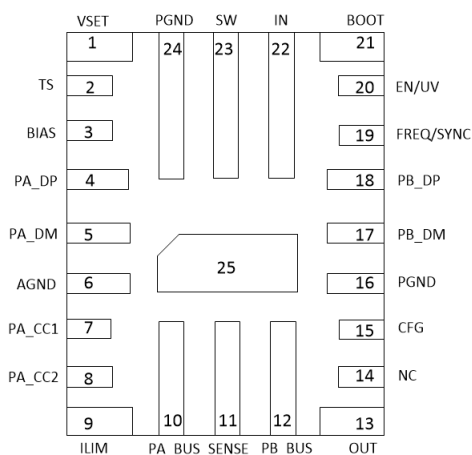 VSET PGND SW IN BOOT
1 24 23 22 21
TS 2 20 EN/UV
BIAS 3 19 FREQ/SYNC
PA_DP 4 18 PB_DP
PA_DM 5 17 PB_DM
25
AGND 6 16 PGND
PA_CC1 7 15 CFG
PA_CC2 8 14 NC
9 10 11 12 13
ILIM PA BUS SENSE PB BUS OUT